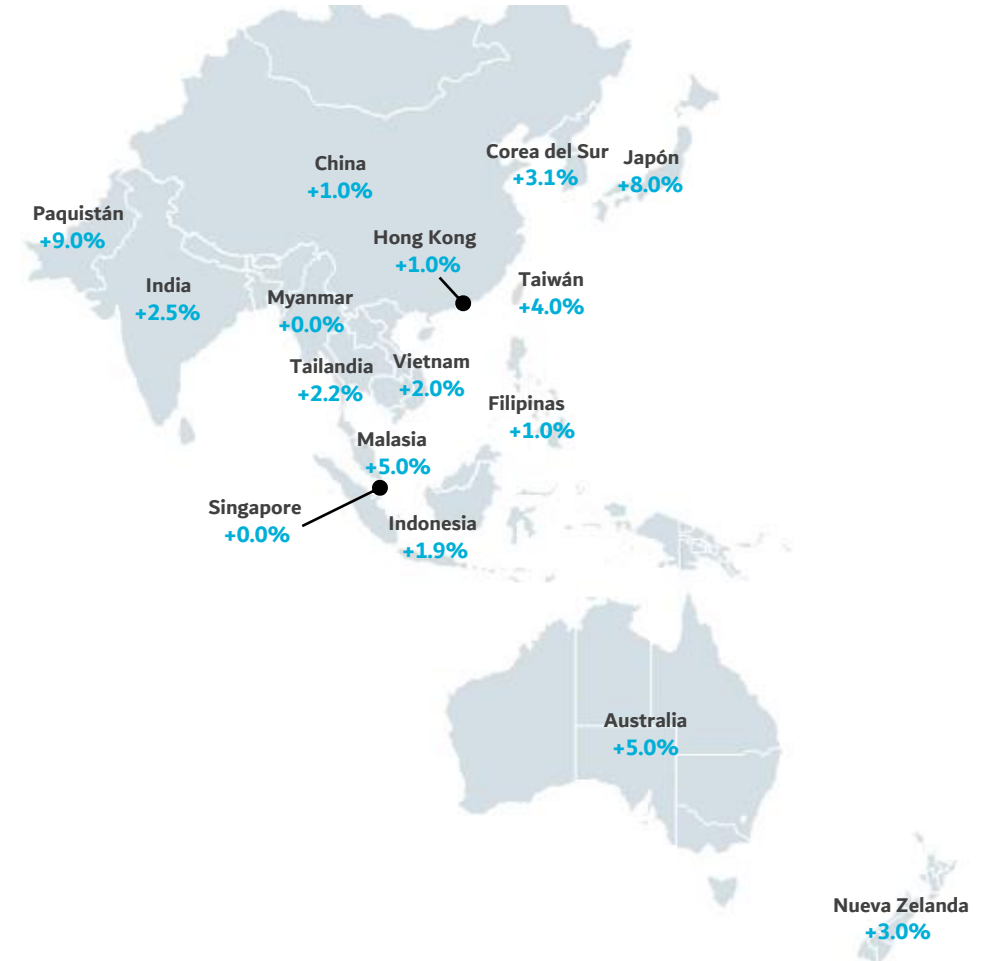 China
+1.0%
Corea del Sur
+3.1%
Japón
+8.0%
Paquistán
+9.0%
Hong Kong
+1.0%
India
+2.5%
Myanmar
+0.0%
Taiwán
+4.0%
Tailandia
+2.2%
Vietnam
+2.0%
Filipinas
+1.0%
Malasia
+5.0%
Singapore
+0.0%
Indonesia
+1.9%
Australia
+5.0%
Nueva Zelanda
+3.0%